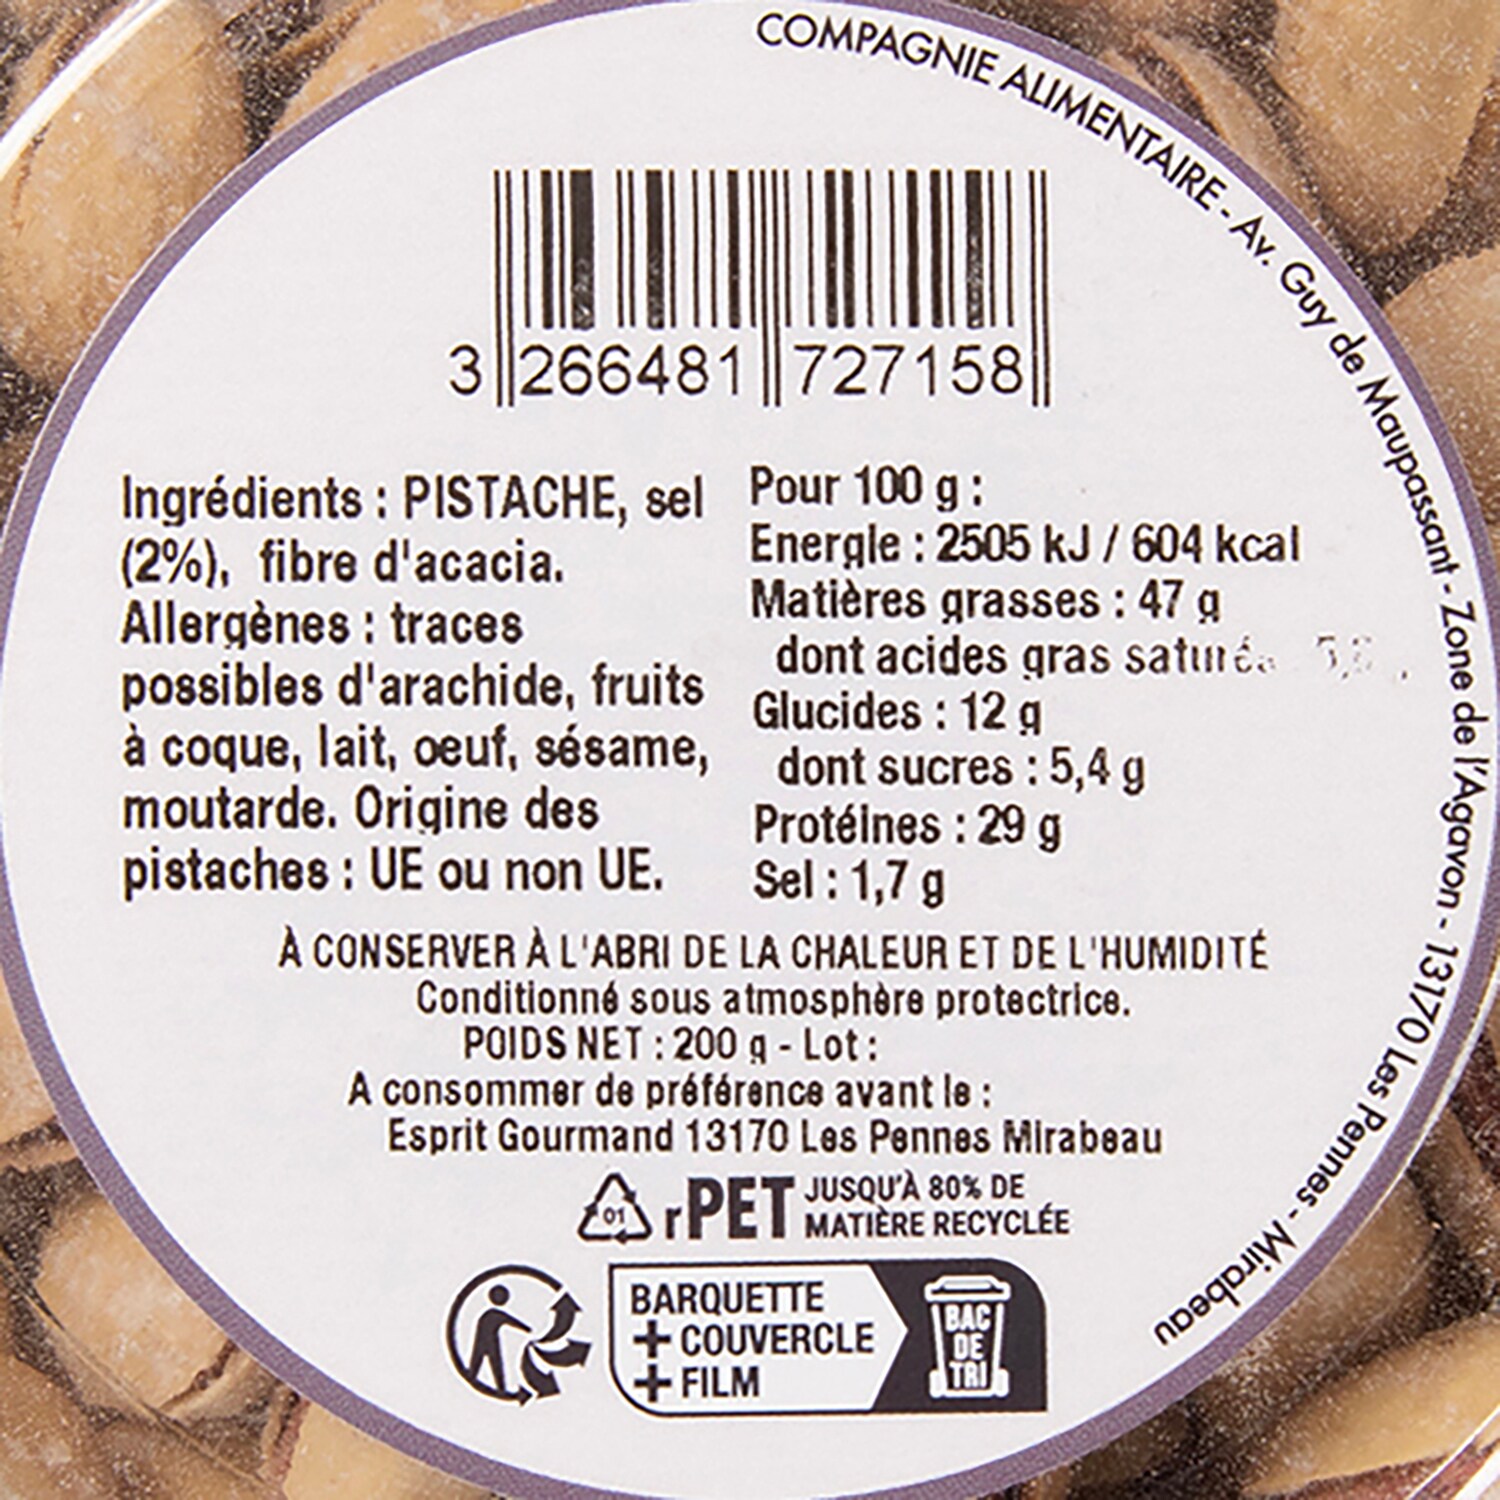 COMPAGNIE ALIMENTAIRE - Av. Guy de Maupassant - Zone de l'Agavon - 13170 Les Pennes - Mirabeau
3 266481 727158
Ingrédients : PISTACHE, sel
(2%), fibre d'acacia.
Allergènes : traces
possibles d'arachide, fruits
à coque, lait, oeuf, sésame,
moutarde. Origine des
pistaches : UE ou non UE.
Pour 100 g :
Energie : 2505 kJ / 604 kcal
Matières grasses : 47 g
dont acides gras saturés
Glucides : 12 g
dont sucres : 5,4 g
Protéines : 29 g
Sel : 1,7 g
À CONSERVER À L'ABRI DE LA CHALEUR ET DE L'HUMIDITÉ
Conditionné sous atmosphère protectrice.
POIDS NET : 200 g - Lot :
A consommer de préférence avant le :
Esprit Gourmand 13170 Les Pennes Mirabeau
01 rPET JUSQU'À 80% DE
MATIÈRE RECYCLÉE
BARQUETTE
+ COUVERCLE
+ FILM
BAC
DE
TRI